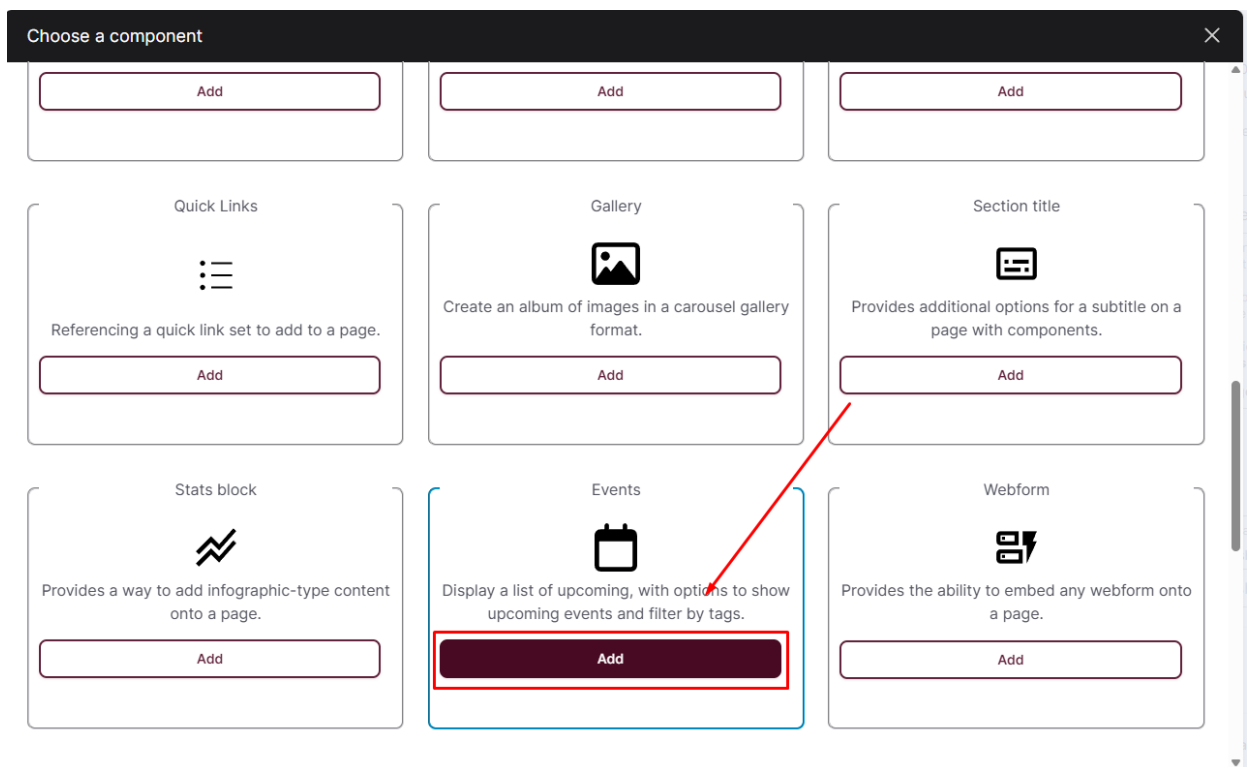 Choose a component
Add
Add
Add
Quick Links
Gallery
Section title
Referencing a quick link set to add to a page.
Create an album of images in a carousel gallery
format.
Provides additional options for a subtitle on a
page with components.
Add
Add
Add
Stats block
Events
Webform
Provides a way to add infographic-type content
onto a page.
Display a list of upcoming, with options to show
upcoming events and filter by tags.
Provides the ability to embed any webform onto
a page.
Add
Add
Add